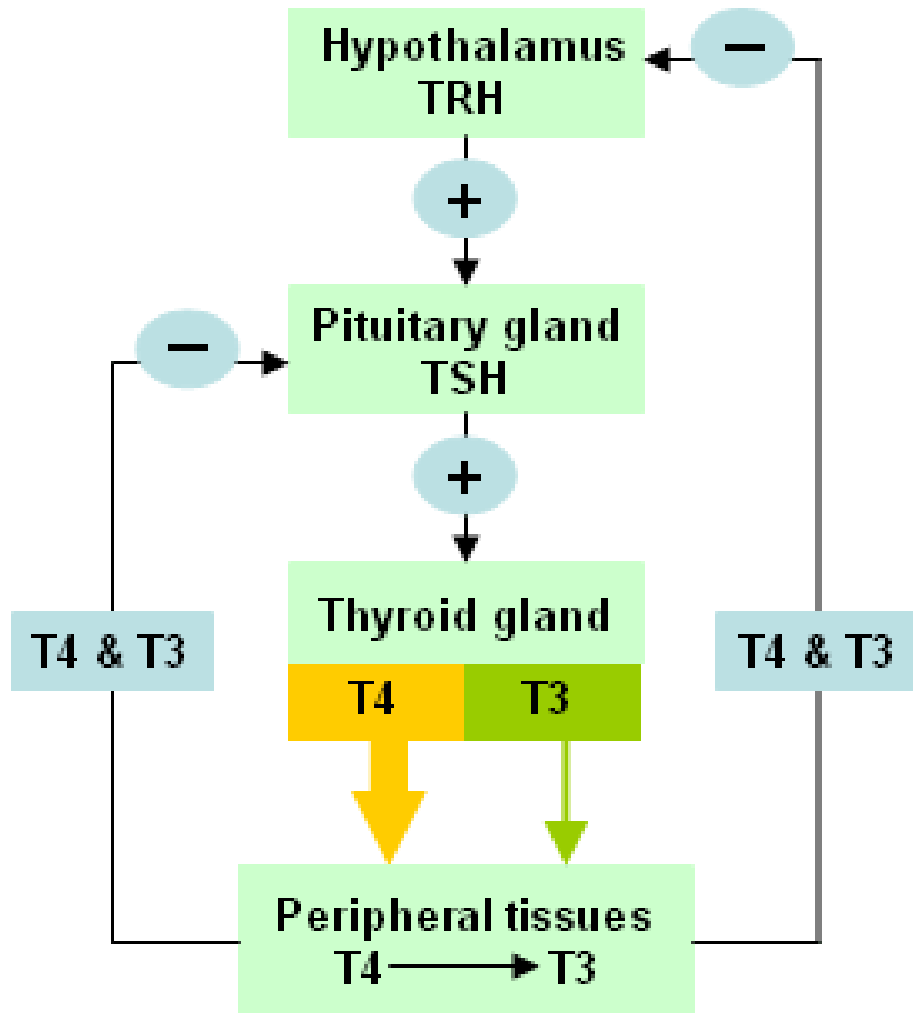 Hypothalamus
TRH
−
+
Pituitary gland
TSH
−
+
Thyroid gland
T4 & T3
T4 & T3
T4
T3
Peripheral tissues
T4 → T3